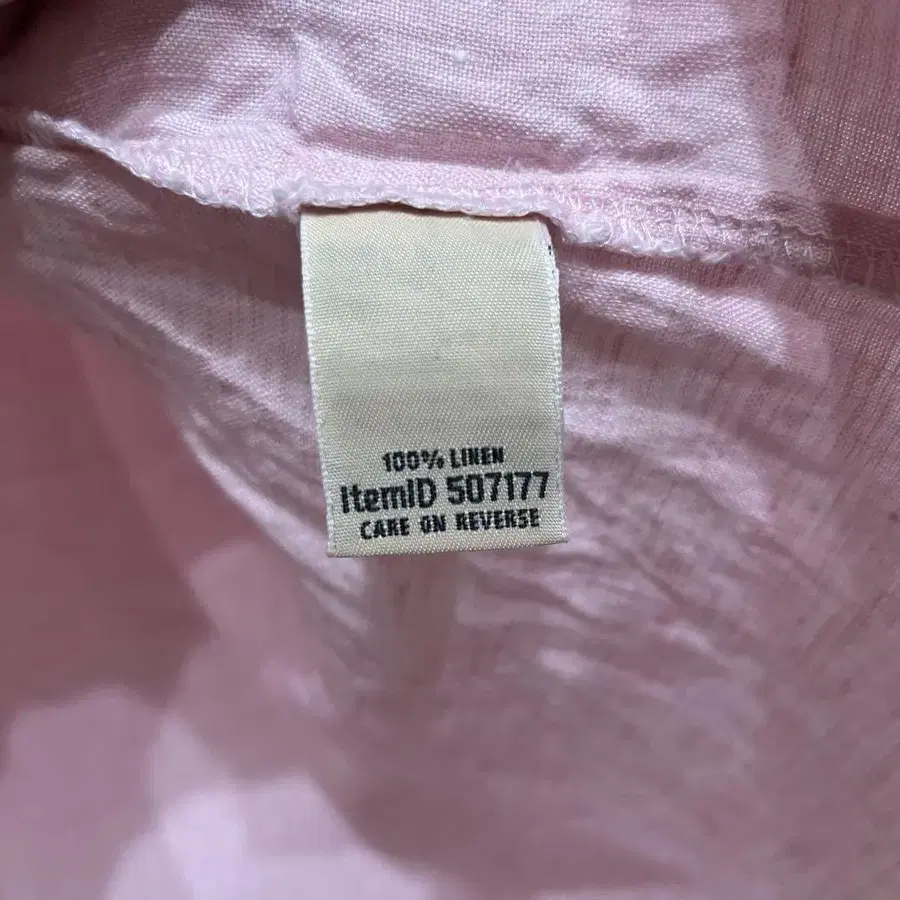 100% LINEN
ItemID 507177
CARE ON REVERSE